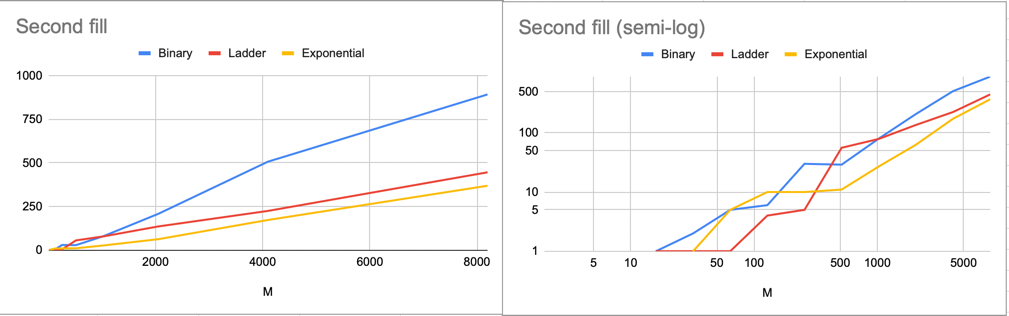 Second fill
Binary Ladder Exponential
1000
750
500
250
0
2000 4000 6000 8000
M
Second fill (semi-log)
Binary Ladder Exponential
500
100
50
10
5
1
5 10 50 100 500 1000 5000
M